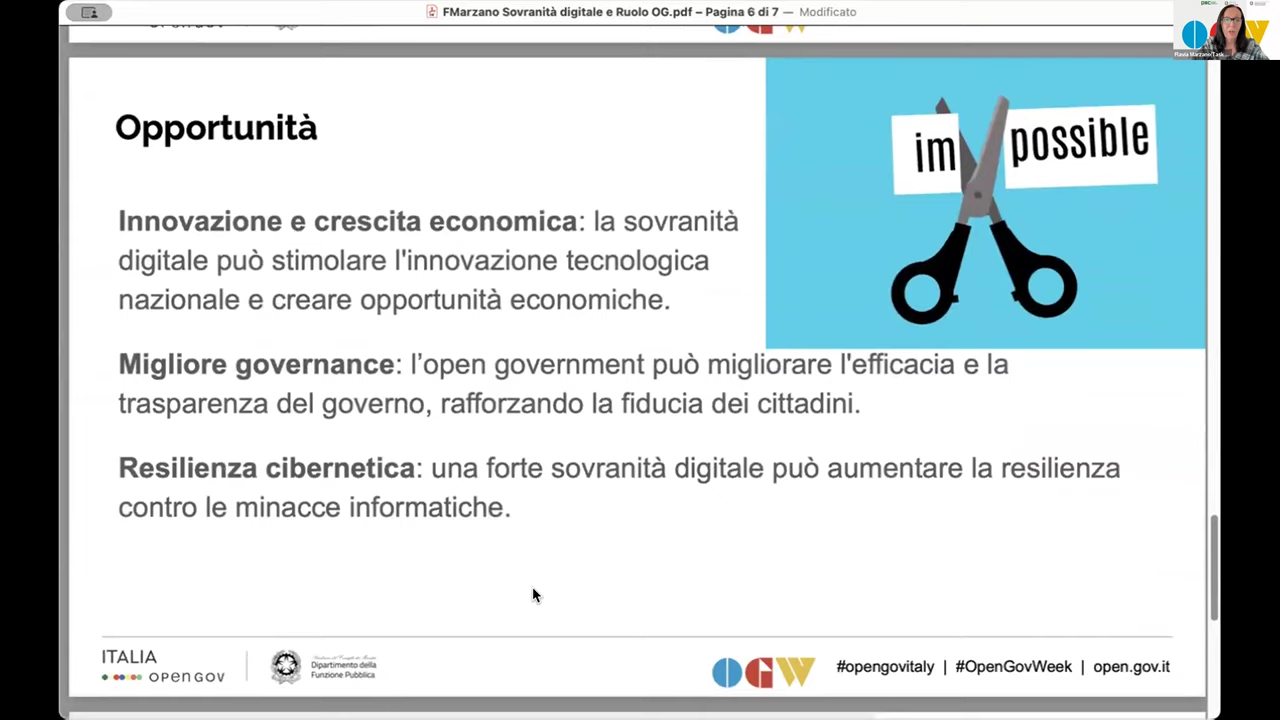 FMarzano Sovranità digitale e Ruolo OG.pdf – Pagina 6 di 7 — Modificato
Opportunità
im possible
Innovazione e crescita economica: la sovranità
digitale può stimolare l'innovazione tecnologica
nazionale e creare opportunità economiche.
Migliore governance: l’open government può migliorare l'efficacia e la
trasparenza del governo, rafforzando la fiducia dei cittadini.
Resilienza cibernetica: una forte sovranità digitale può aumentare la resilienza
contro le minacce informatiche.
ITALIA
OPENGOV
Dipartimento della
Funzione Pubblica
OGW
#opengovitaly | #OpenGovWeek | open.gov.it